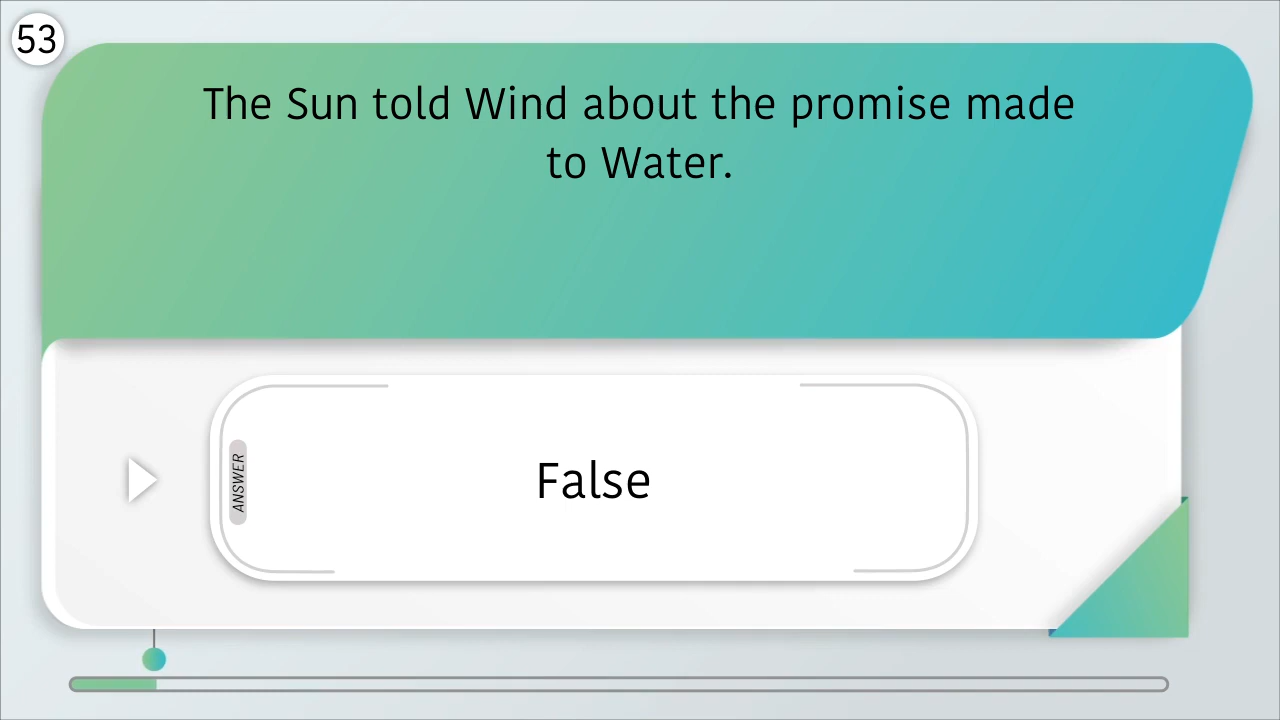 53
The Sun told Wind about the promise made
to Water.
ANSWER
False